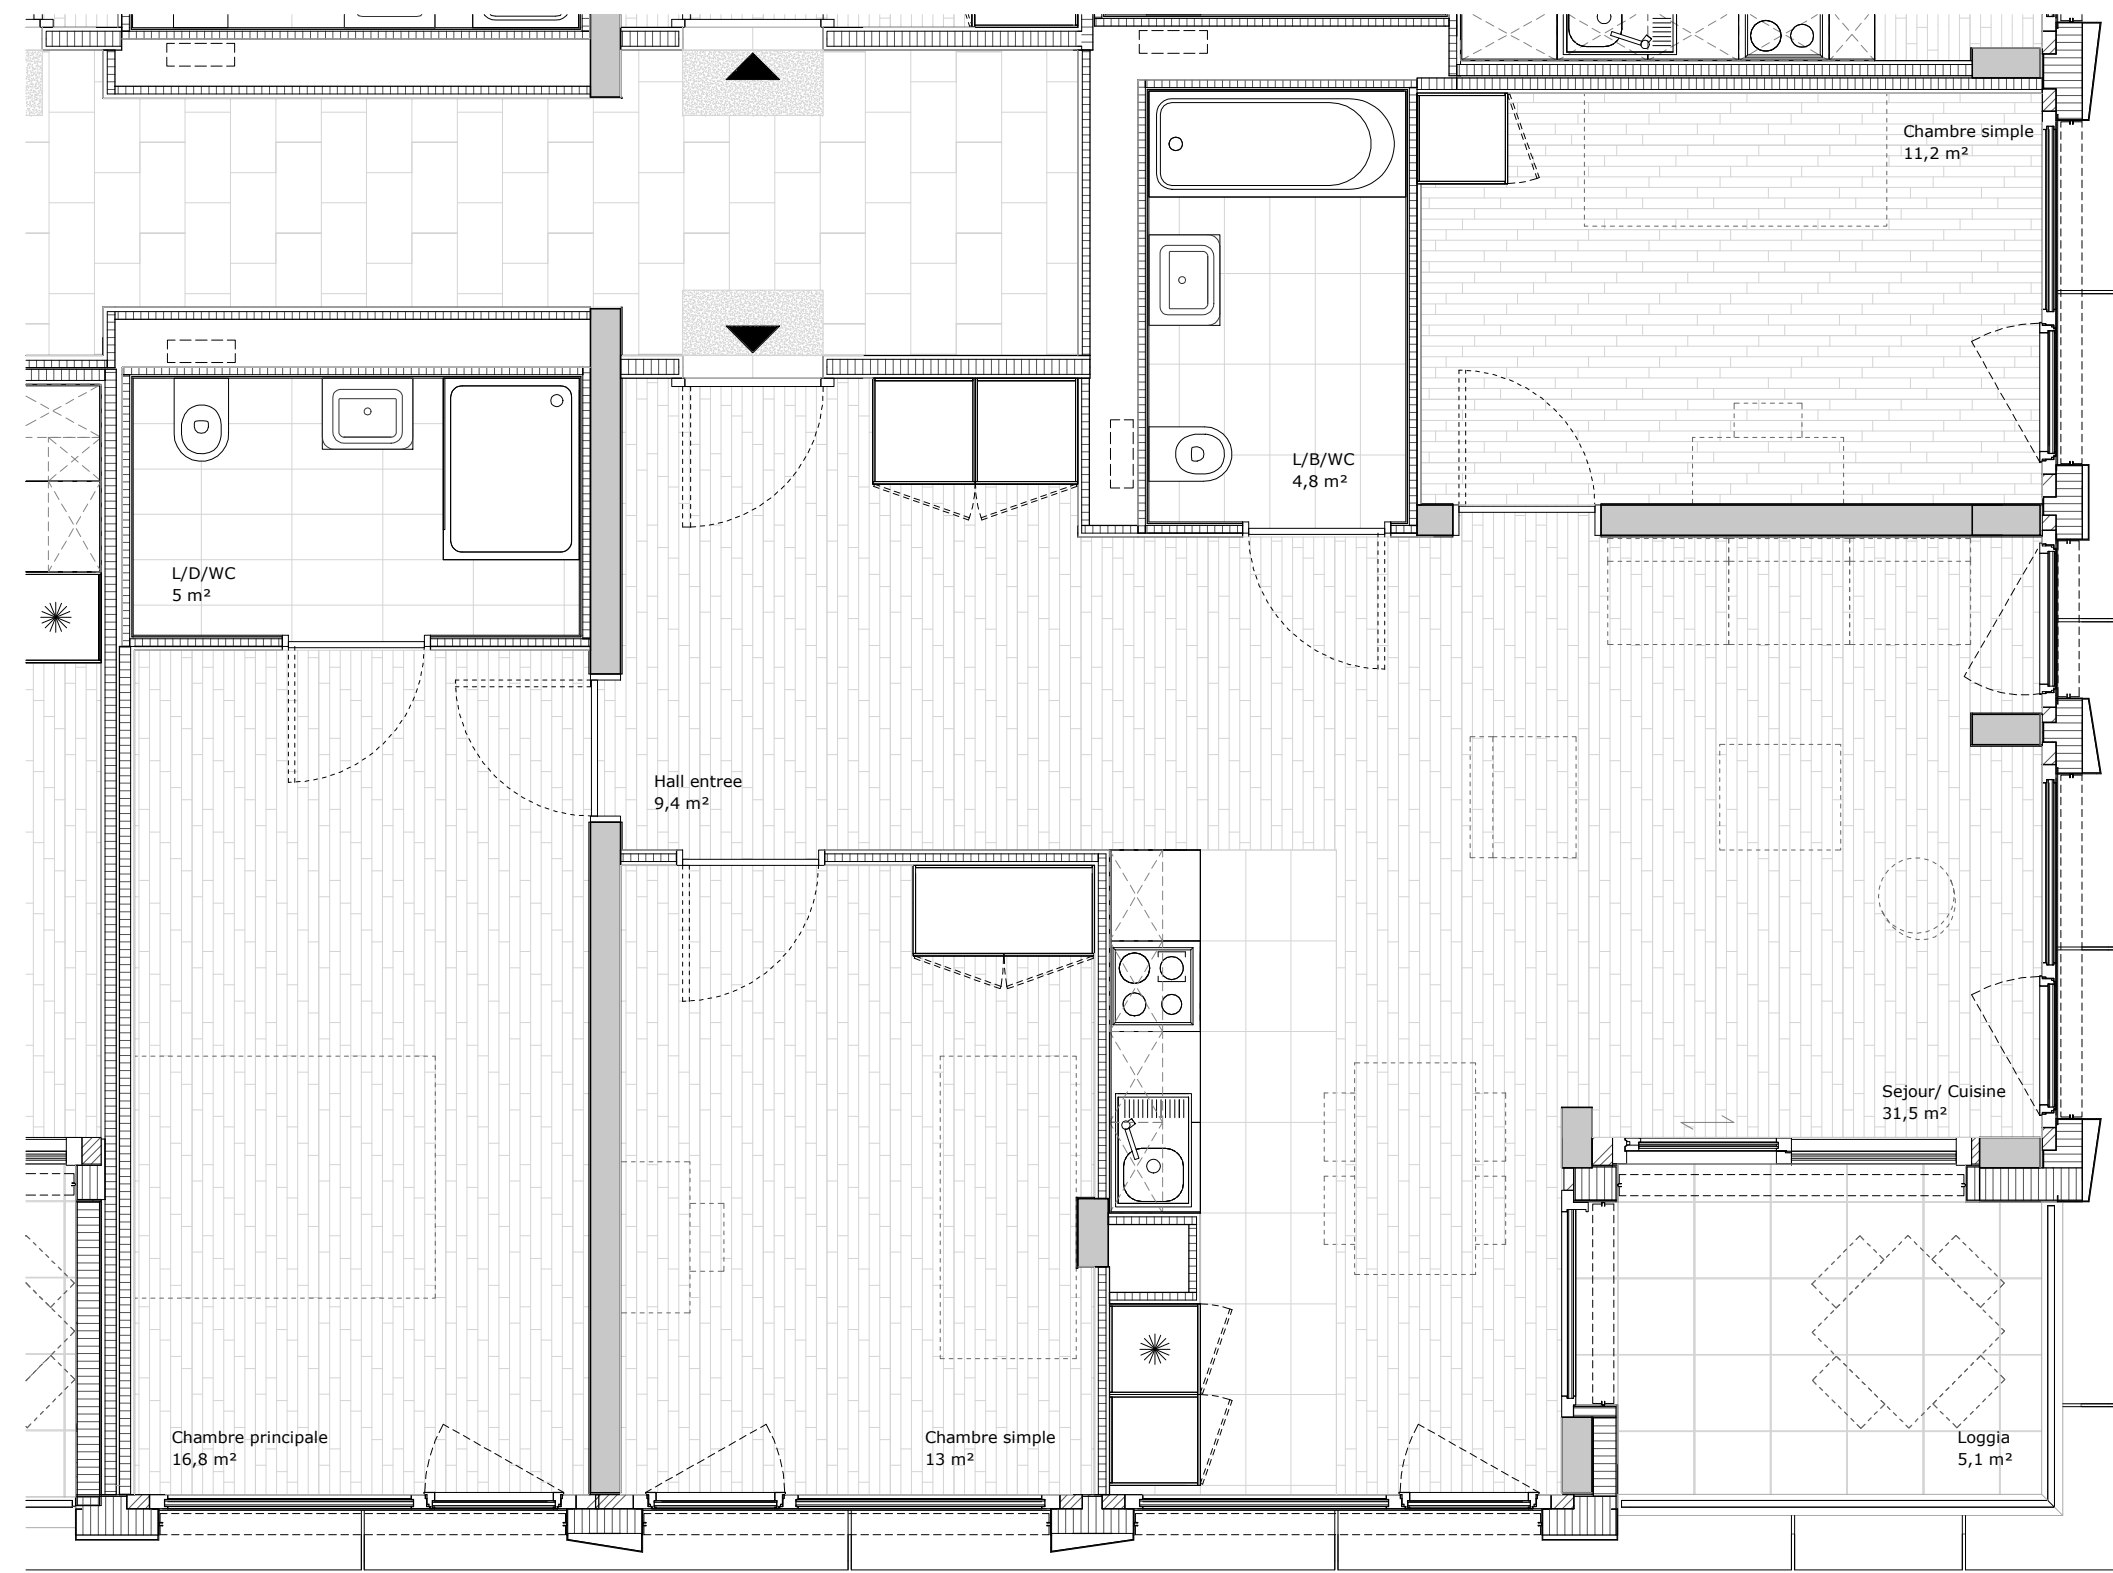 Chambre simple
11,2 m²
L/B/WC
4,8 m²
L/D/WC
5 m²
Hall entree
9,4 m²
Sejour/ Cuisine
31,5 m²
Chambre principale
16,8 m²
Chambre simple
13 m²
Loggia
5,1 m²